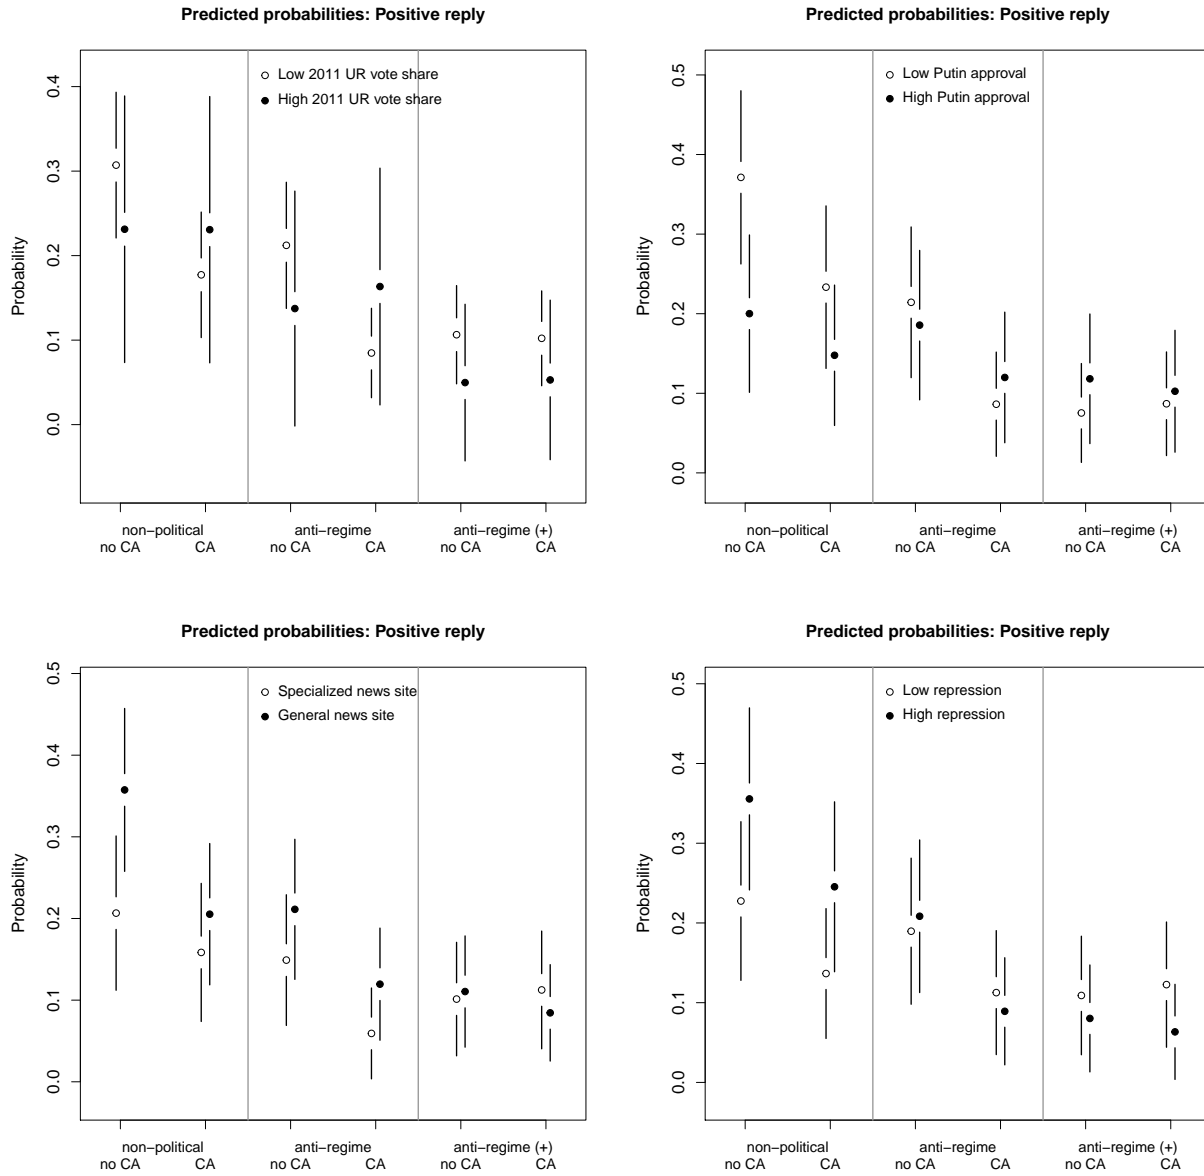 Predicted probabilities: Positive reply
Probability
0.4
0.3
0.2
0.1
0.0
Low 2011 UR vote share
High 2011 UR vote share
non−political anti−regime anti−regime (+)
no CA CA no CA CA no CA CA
Predicted probabilities: Positive reply
Probability
0.5
0.4
0.3
0.2
0.1
0.0
Low Putin approval
High Putin approval
non−political anti−regime anti−regime (+)
no CA CA no CA CA no CA CA
Predicted probabilities: Positive reply
Probability
0.5
0.4
0.3
0.2
0.1
0.0
Specialized news site
General news site
non−political anti−regime anti−regime (+)
no CA CA no CA CA no CA CA
Predicted probabilities: Positive reply
Probability
0.5
0.4
0.3
0.2
0.1
0.0
Low repression
High repression
non−political anti−regime anti−regime (+)
no CA CA no CA CA no CA CA